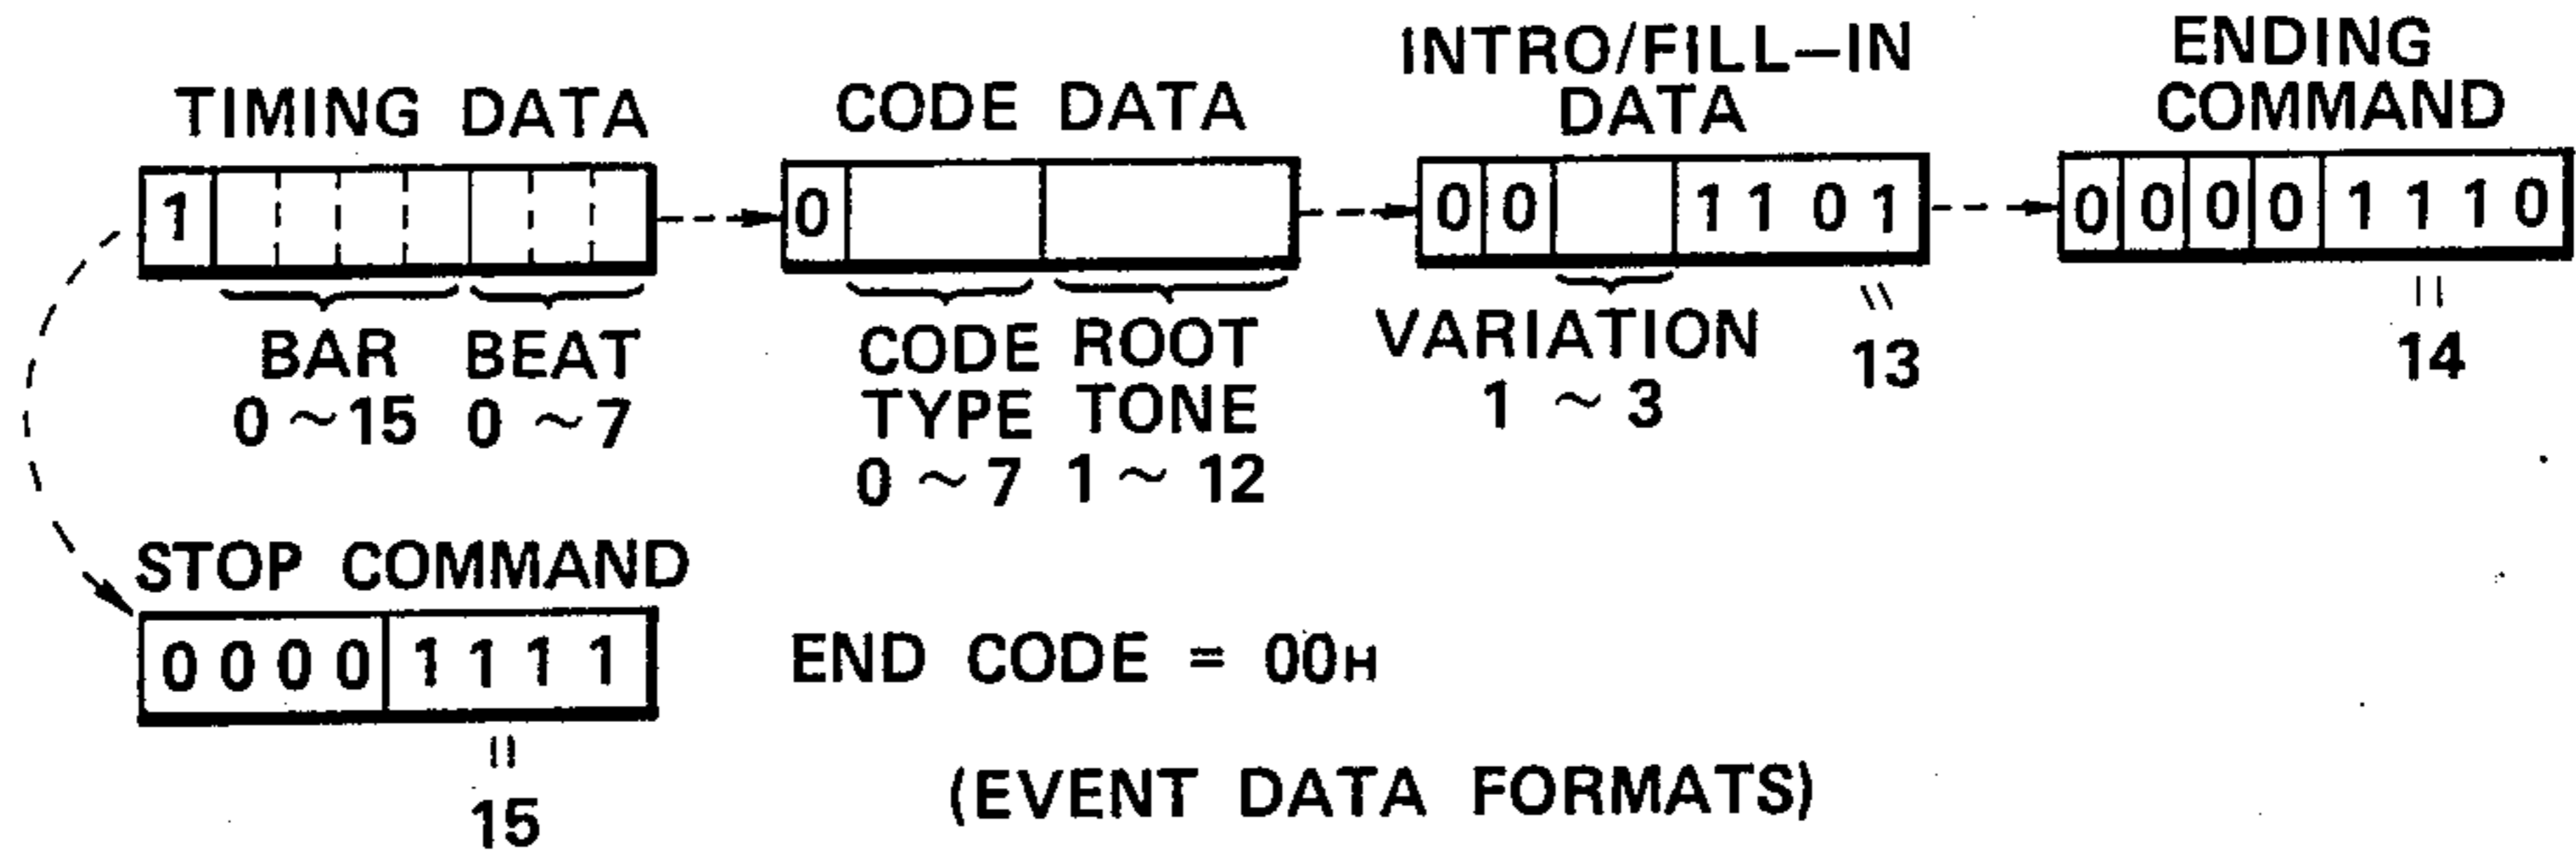 TIMING DATA
1
BAR BEAT
0 ~ 15 0 ~ 7
CODE DATA
0
CODE ROOT
TYPE TONE
0 ~ 7 1 ~ 12
INTRO/FILL-IN
DATA
0 0 1 1 0 1
VARIATION
1 ~ 3
13
ENDING
COMMAND
0 0 0 0 1 1 1 0
14
STOP COMMAND
0 0 0 0 1 1 1 1
15
END CODE = 00H
(EVENT DATA FORMATS)